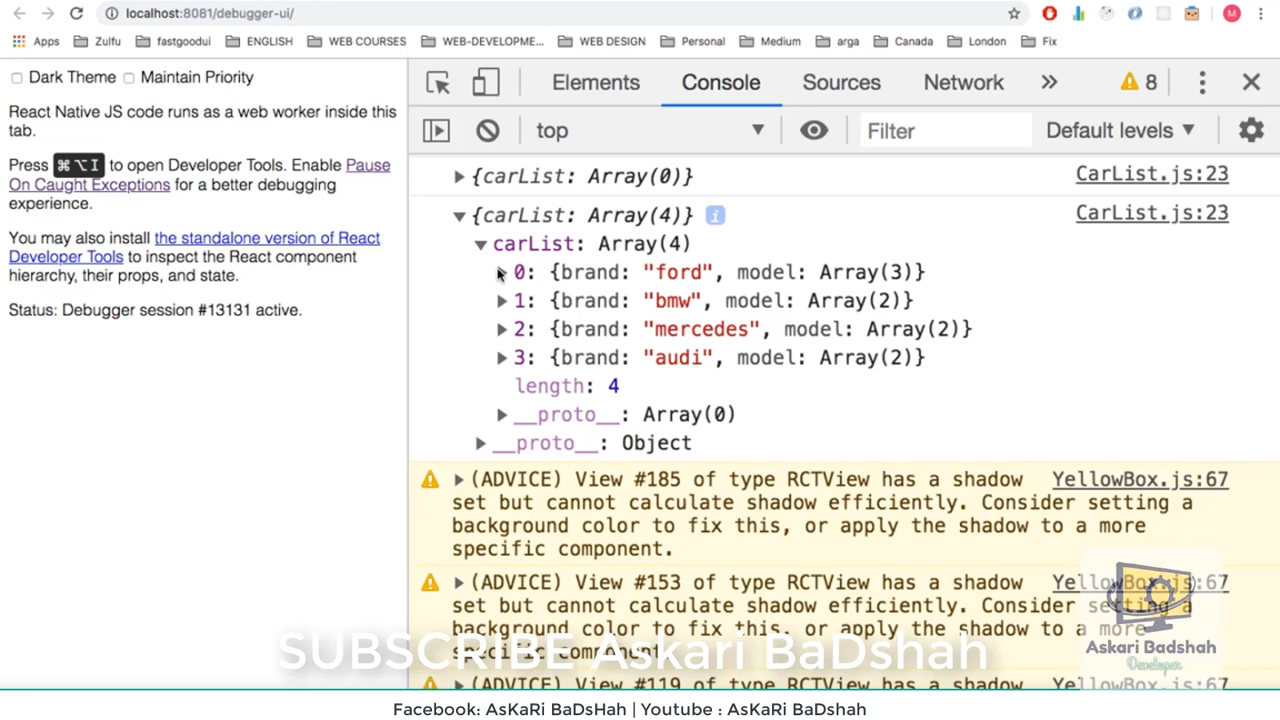 localhost:8081/debugger-ui/
M
Apps Zulfu fastgoodui ENGLISH WEB COURSES WEB-DEVELOPME... WEB DESIGN Personal Medium arga Canada London Fix
Dark Theme Maintain Priority
React Native JS code runs as a web worker inside this
tab.
Press ⌘⌥I to open Developer Tools. Enable Pause
On Caught Exceptions for a better debugging
experience.
You may also install the standalone version of React
Developer Tools to inspect the React component
hierarchy, their props, and state.
Status: Debugger session #13131 active.
Elements Console Sources Network » 8
top Filter Default levels
{carList: Array(0)} CarList.js:23
{carList: Array(4)} i CarList.js:23
carList: Array(4)
0: {brand: "ford", model: Array(3)}
1: {brand: "bmw", model: Array(2)}
2: {brand: "mercedes", model: Array(2)}
3: {brand: "audi", model: Array(2)}
length: 4
__proto__: Array(0)
__proto__: Object
(ADVICE) View #185 of type RCTView has a shadow YellowBox.js:67
set but cannot calculate shadow efficiently. Consider setting a
background color to fix this, or apply the shadow to a more
specific component.
(ADVICE) View #153 of type RCTView has a shadow YellowBox.js:67
set but cannot calculate shadow efficiently. Consider setting a
background color to fix this, or apply the shadow to a more
specific component.
(ADVICE) View #119 of type RCTView has a shadow YellowBox.js:67
SUBSCRIBE Askari BaDshah
Askari BaDshah
Developer
Facebook: AsKaRi BaDsHah | Youtube : AsKaRi BaDshah